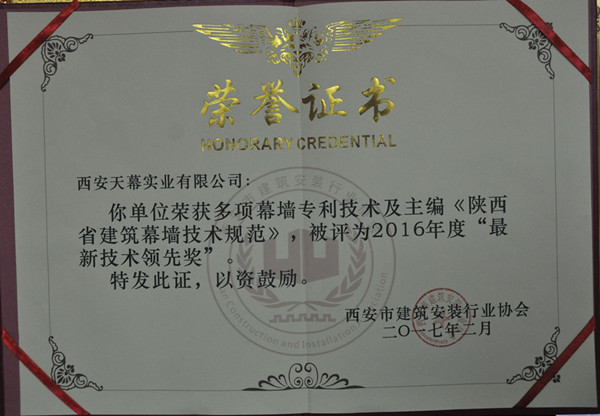 荣誉证书
HONORARY CREDENTIAL
西安天幕实业有限公司：
你单位荣获多项幕墙专利技术及主编《陕西
省建筑幕墙技术规范》，被评为2016年度“最
新技术领先奖”。
特发此证，以资鼓励。
西安市建筑安装行业协会
二〇一七年二月